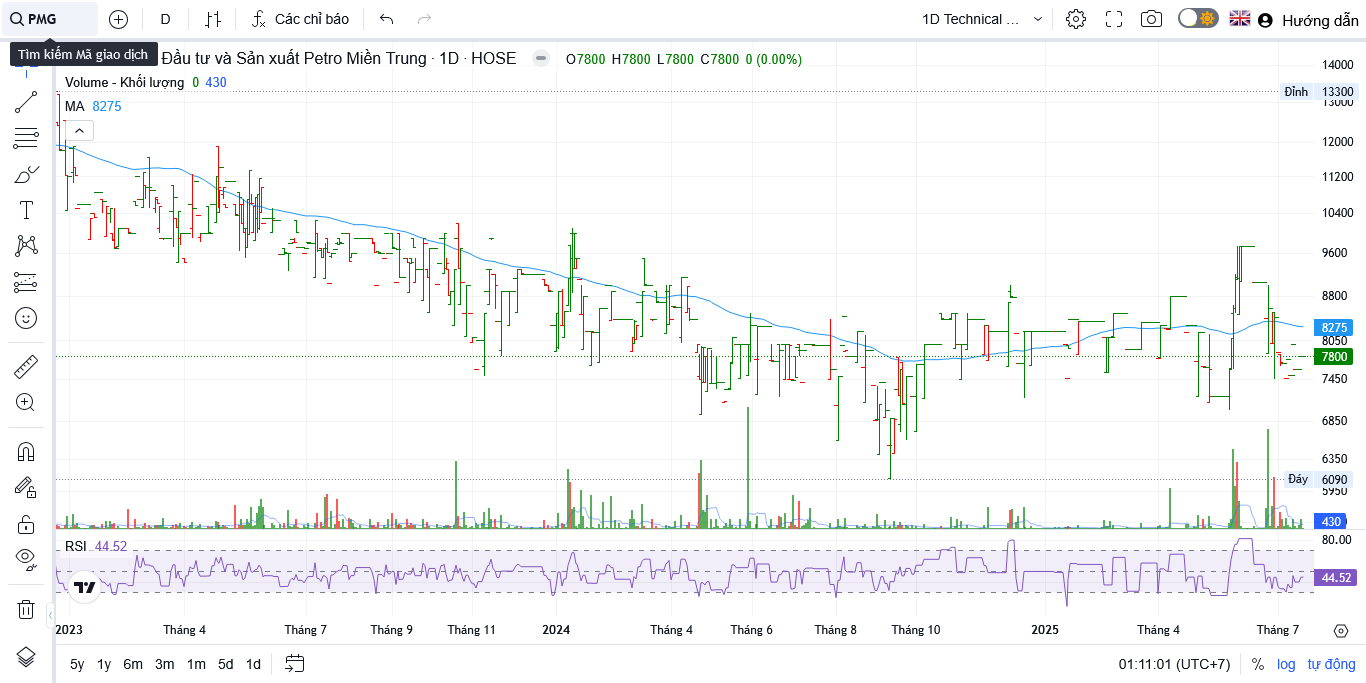 PMG D Các chỉ báo 1D Technical ... Hướng dẫn
Tìm kiếm Mã giao dịch
Đầu tư và Sản xuất Petro Miền Trung · 1D · HOSE O7800 H7800 L7800 C7800 0 (0.00%)
Volume - Khối lượng 0 430
MA 8275
14000
Đỉnh 13300
13000
12000
11200
10400
9600
8800
8275
8050
7800
7450
6850
6350
Đáy 6090
5950
430
RSI 44.52
80.00
44.52
2023 Tháng 4 Tháng 7 Tháng 9 Tháng 11 2024 Tháng 4 Tháng 6 Tháng 8 Tháng 10 2025 Tháng 4 Tháng 7
5y 1y 6m 3m 1m 5d 1d 01:11:01 (UTC+7) % log tự động